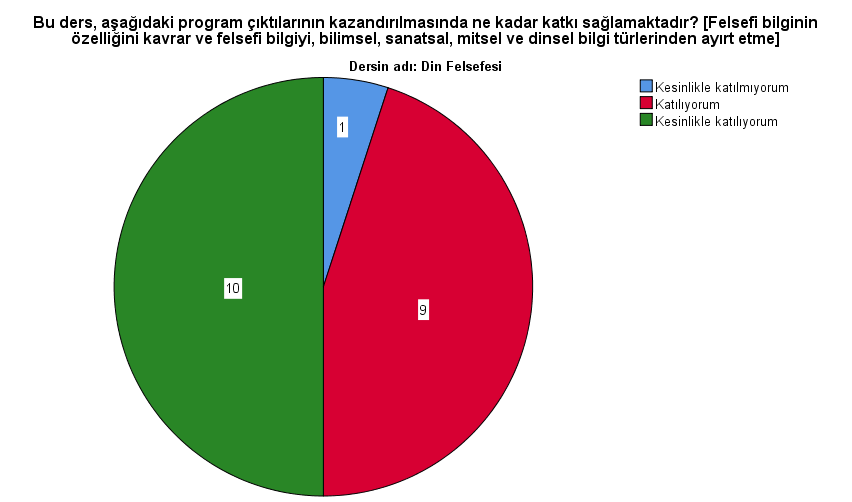 Bu ders, aşağıdaki program çıktılarının kazandırılmasında ne kadar katkı sağlamaktadır? [Felsefi bilginin
özelliğini kavrar ve felsefi bilgiyi, bilimsel, sanatsal, mitsel ve dinsel bilgi türlerinden ayırt etme]
Dersin adı: Din Felsefesi
Kesinlikle katılmıyorum
Katılıyorum
Kesinlikle katılıyorum
1
10
9